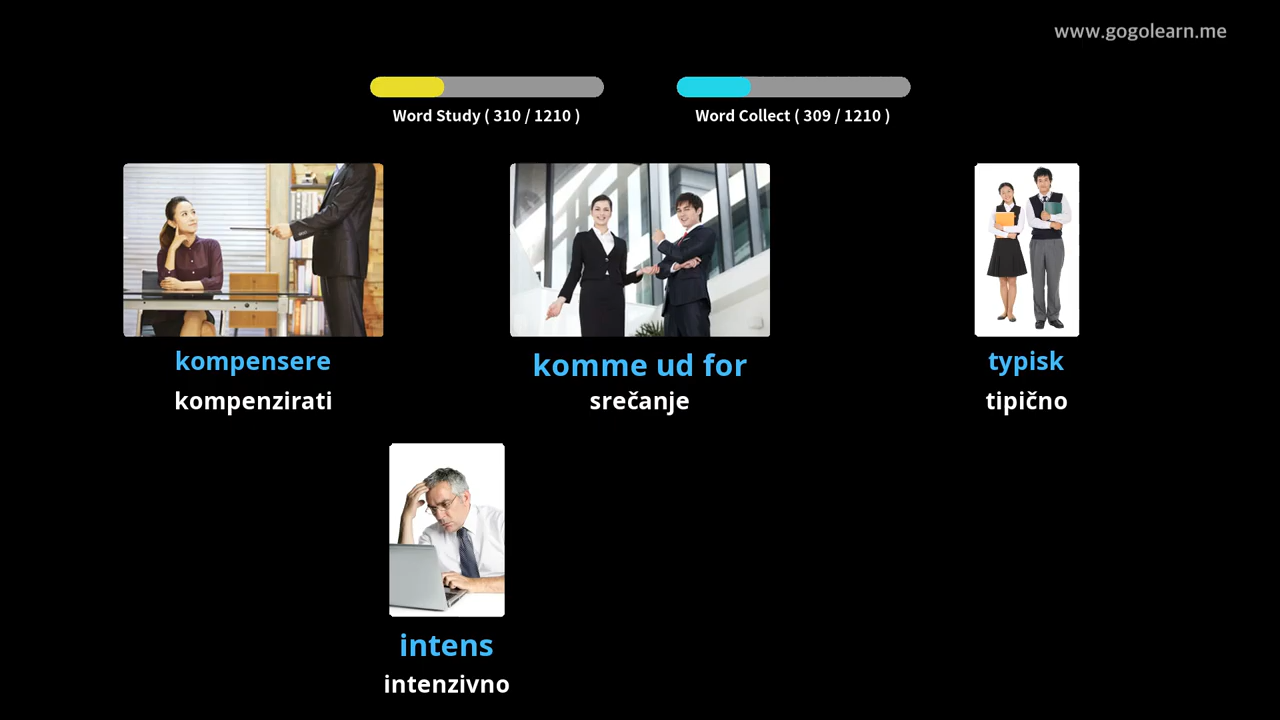 www.gogolearn.me
Word Study ( 310 / 1210 )
Word Collect ( 309 / 1210 )
kompensere
kompenzirati
komme ud for
srečanje
typisk
tipično
intens
intenzivno